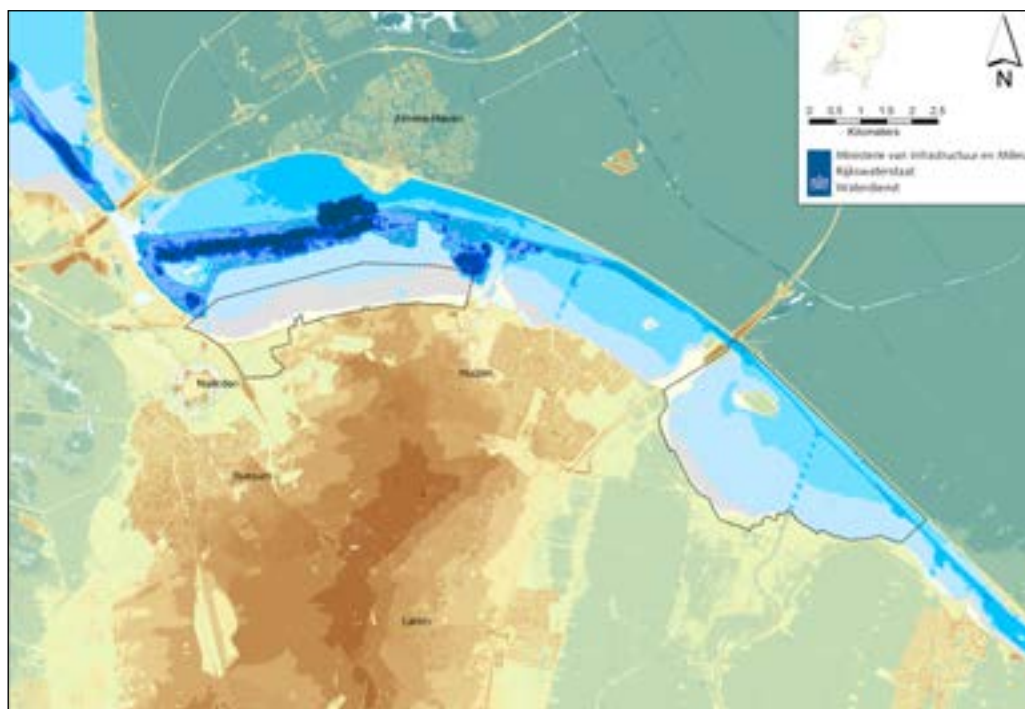 N
0 0.5 1 1.5 2 2.5
Kilometers
Ministerie van Infrastructuur en Milieu
Rijkswaterstaat
Waterdienst
Almere-Haven
Huizen
Naarden
Bussum
Laren